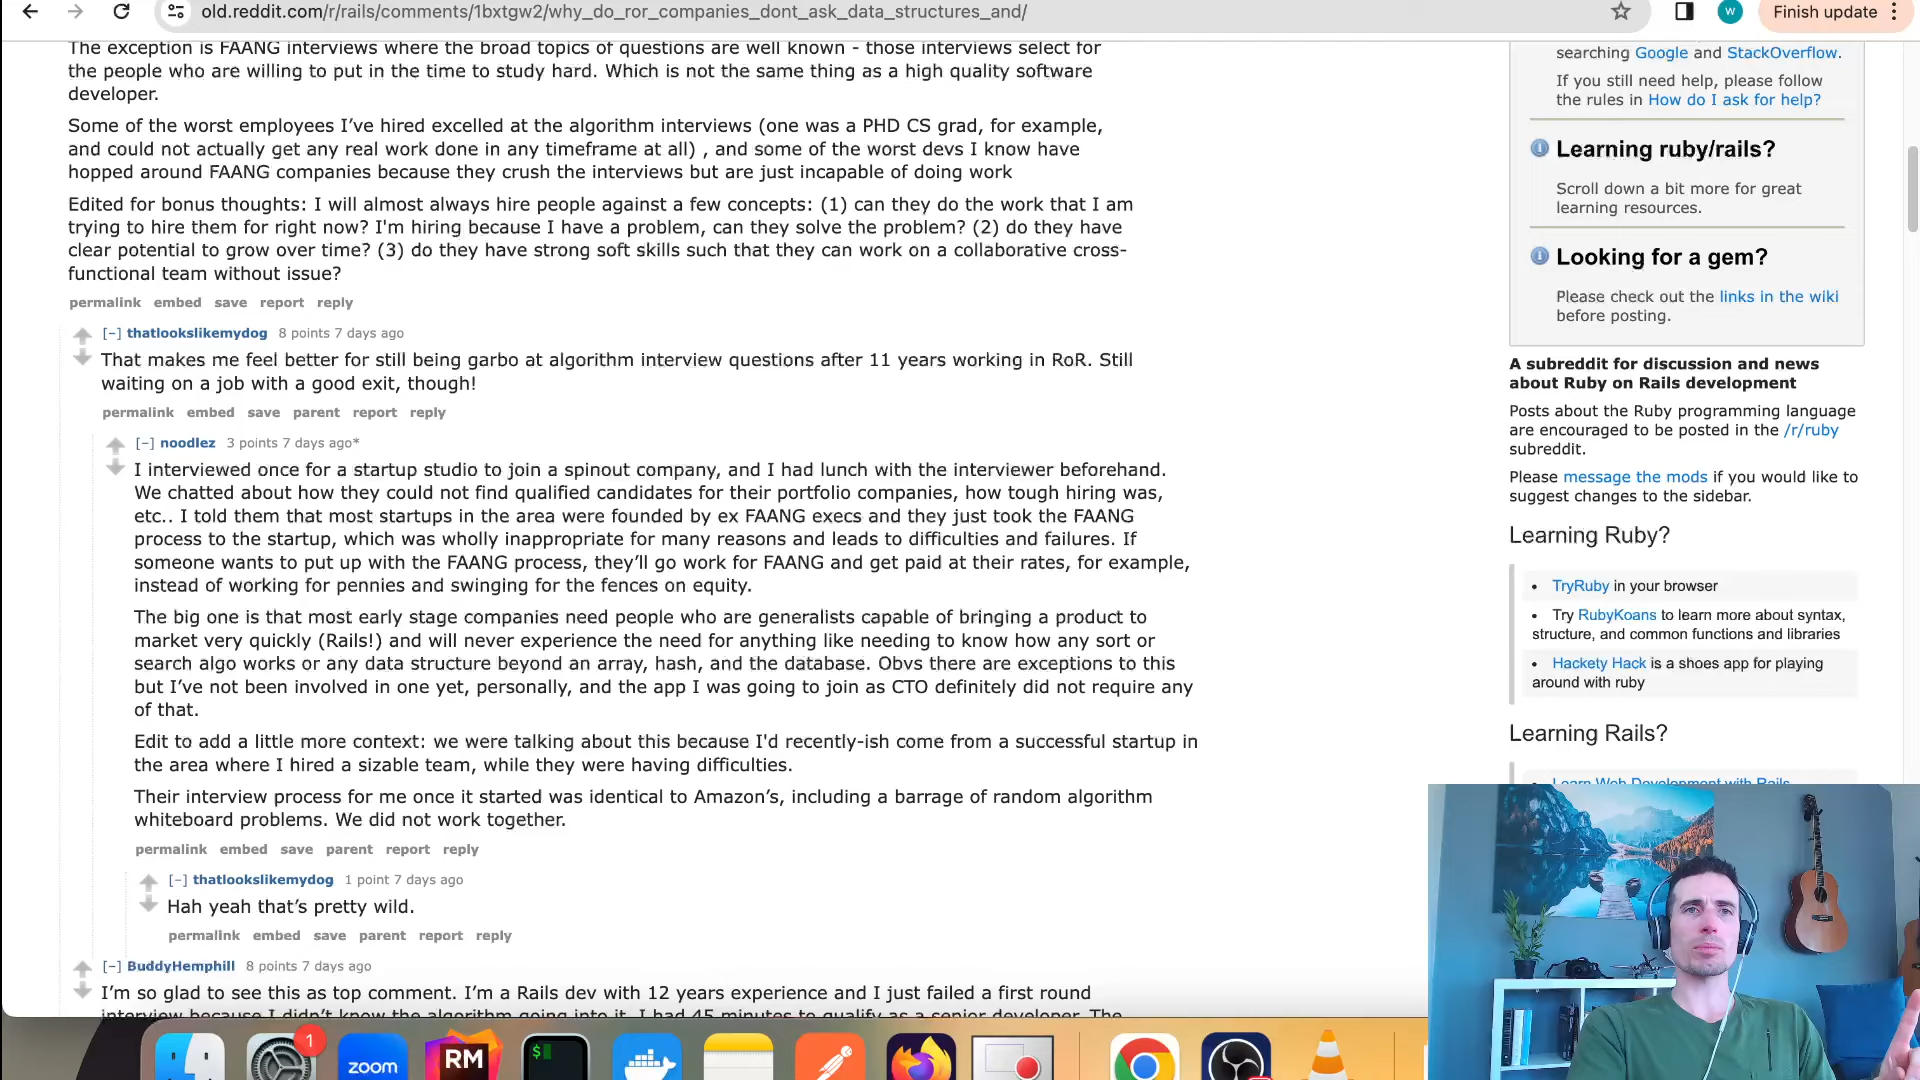 old.reddit.com/r/rails/comments/1bxtgw2/why_do_ror_companies_dont_ask_data_structures_and/
W
Finish update
The exception is FAANG interviews where the broad topics of questions are well known - those interviews select for
the people who are willing to put in the time to study hard. Which is not the same thing as a high quality software
developer.
Some of the worst employees I’ve hired excelled at the algorithm interviews (one was a PHD CS grad, for example,
and could not actually get any real work done in any timeframe at all) , and some of the worst devs I know have
hopped around FAANG companies because they crush the interviews but are just incapable of doing work
Edited for bonus thoughts: I will almost always hire people against a few concepts: (1) can they do the work that I am
trying to hire them for right now? I'm hiring because I have a problem, can they solve the problem? (2) do they have
clear potential to grow over time? (3) do they have strong soft skills such that they can work on a collaborative cross-
functional team without issue?
permalink embed save report reply
[–] thatlookslikemydog 8 points 7 days ago
That makes me feel better for still being garbo at algorithm interview questions after 11 years working in RoR. Still
waiting on a job with a good exit, though!
permalink embed save parent report reply
[–] noodlez 3 points 7 days ago*
I interviewed once for a startup studio to join a spinout company, and I had lunch with the interviewer beforehand.
We chatted about how they could not find qualified candidates for their portfolio companies, how tough hiring was,
etc.. I told them that most startups in the area were founded by ex FAANG execs and they just took the FAANG
process to the startup, which was wholly inappropriate for many reasons and leads to difficulties and failures. If
someone wants to put up with the FAANG process, they’ll go work for FAANG and get paid at their rates, for example,
instead of working for pennies and swinging for the fences on equity.
The big one is that most early stage companies need people who are generalists capable of bringing a product to
market very quickly (Rails!) and will never experience the need for anything like needing to know how any sort or
search algo works or any data structure beyond an array, hash, and the database. Obvs there are exceptions to this
but I’ve not been involved in one yet, personally, and the app I was going to join as CTO definitely did not require any
of that.
Edit to add a little more context: we were talking about this because I'd recently-ish come from a successful startup in
the area where I hired a sizable team, while they were having difficulties.
Their interview process for me once it started was identical to Amazon’s, including a barrage of random algorithm
whiteboard problems. We did not work together.
permalink embed save parent report reply
[–] thatlookslikemydog 1 point 7 days ago
Hah yeah that’s pretty wild.
permalink embed save parent report reply
[–] BuddyHemphill 8 points 7 days ago
I’m so glad to see this as top comment. I’m a Rails dev with 12 years experience and I just failed a first round
interview because I didn’t know the algorithm going into it. I had 45 minutes to qualify as a senior developer. The
searching Google and StackOverflow.
If you still need help, please follow
the rules in How do I ask for help?
Learning ruby/rails?
Scroll down a bit more for great
learning resources.
Looking for a gem?
Please check out the links in the wiki
before posting.
A subreddit for discussion and news
about Ruby on Rails development
Posts about the Ruby programming language
are encouraged to be posted in the /r/ruby
subreddit.
Please message the mods if you would like to
suggest changes to the sidebar.
Learning Ruby?
• TryRuby in your browser
• Try RubyKoans to learn more about syntax,
structure, and common functions and libraries
• Hackety Hack is a shoes app for playing
around with ruby
Learning Rails?
• Learn Web Development with Rails
1
zoom
RM
$